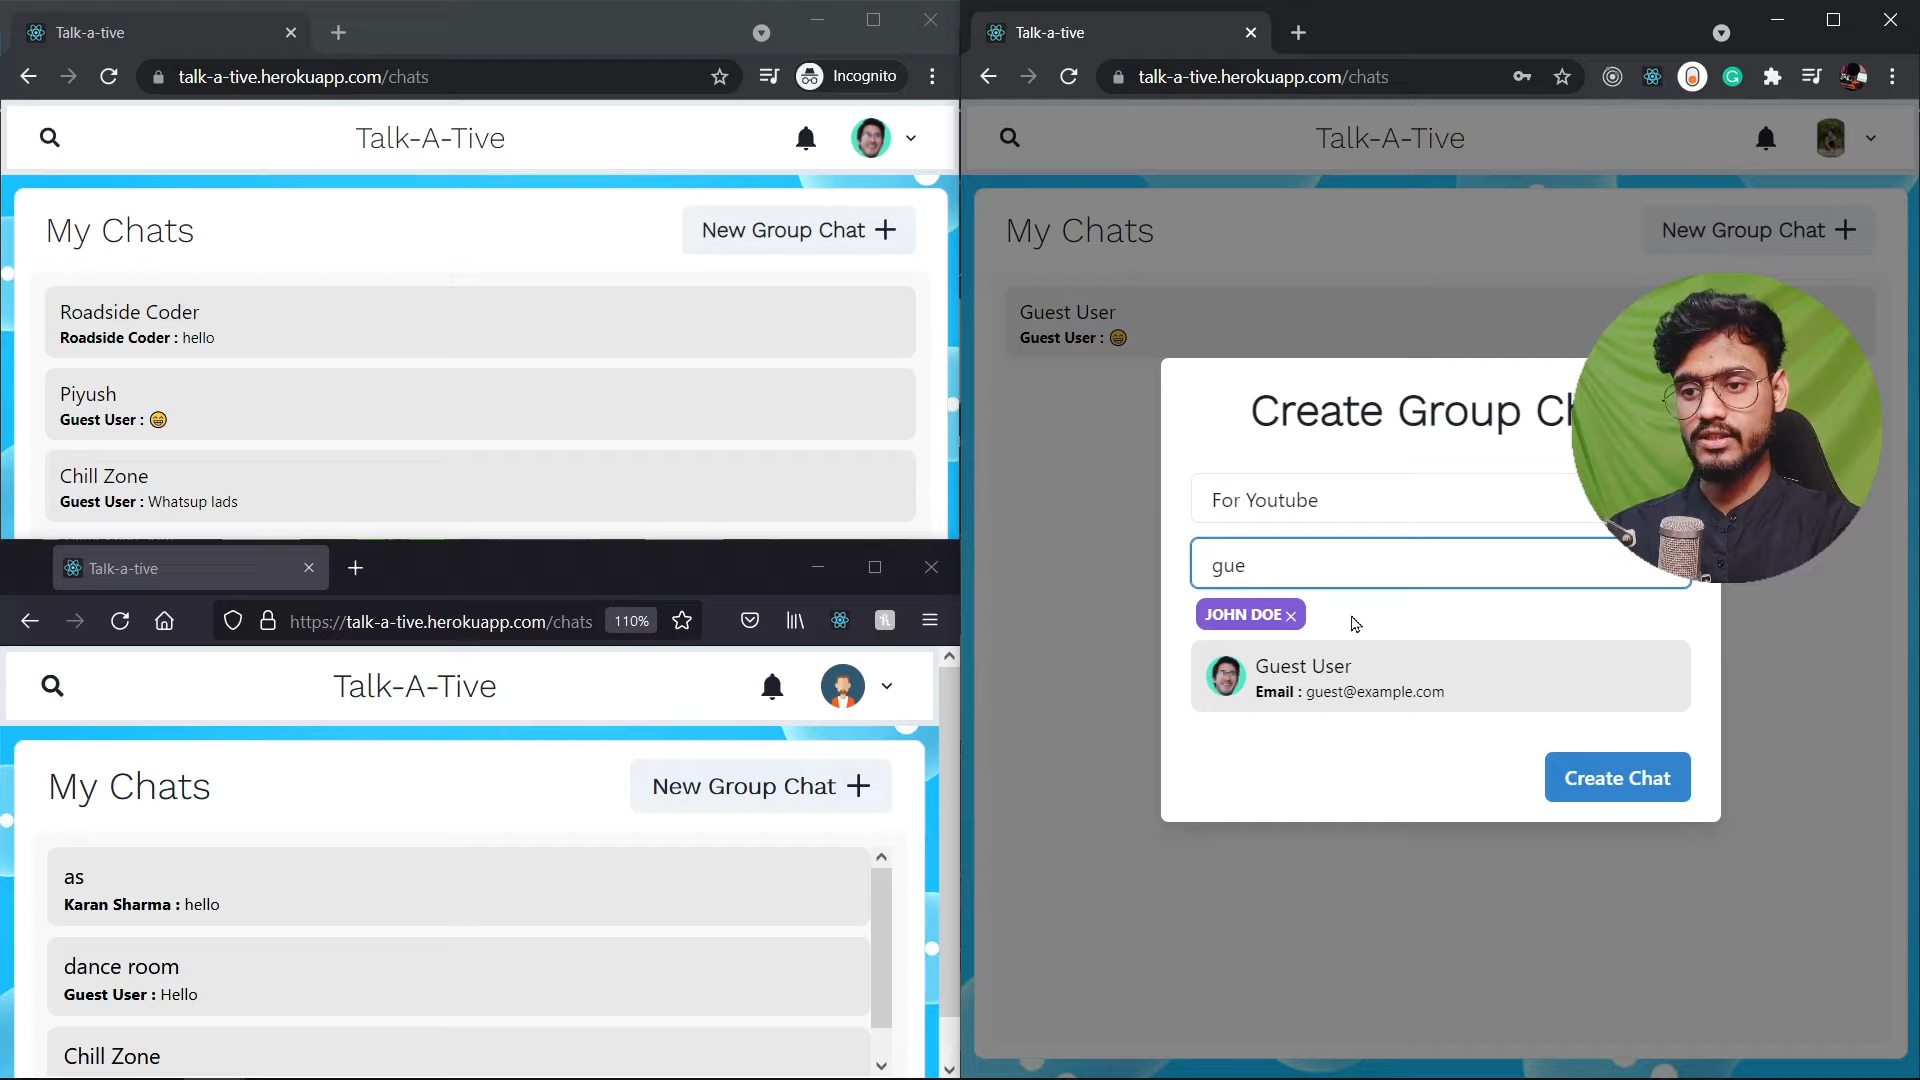 Talk-a-tive
talk-a-tive.herokuapp.com/chats
Incognito
Talk-A-Tive
My Chats
New Group Chat +
Roadside Coder
Roadside Coder : hello
Piyush
Guest User : 😁
Chill Zone
Guest User : Whatsup lads
Talk-a-tive
https://talk-a-tive.herokuapp.com/chats
110%
Talk-A-Tive
My Chats
New Group Chat +
as
Karan Sharma : hello
dance room
Guest User : Hello
Chill Zone
Talk-a-tive
talk-a-tive.herokuapp.com/chats
Talk-A-Tive
My Chats
New Group Chat +
Guest User
Guest User : 😁
Create Group
For Youtube
gue
JOHN DOE
Guest User
Email : guest@example.com
Create Chat